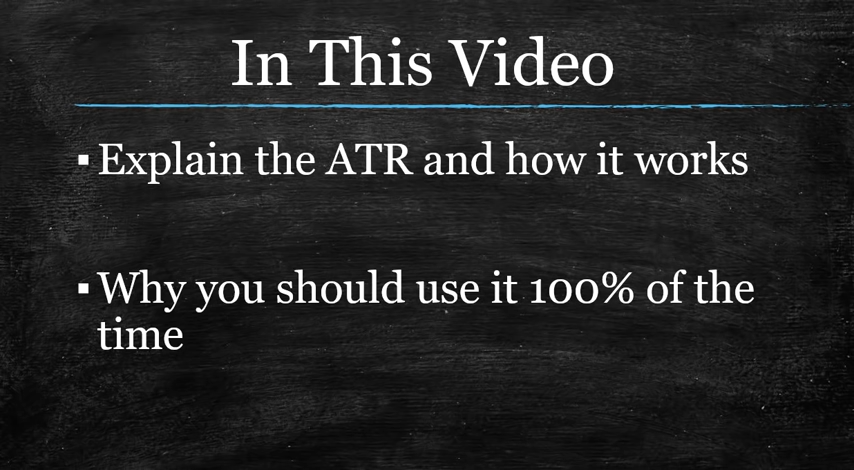 In This Video
▪ Explain the ATR and how it works
▪ Why you should use it 100% of the
time